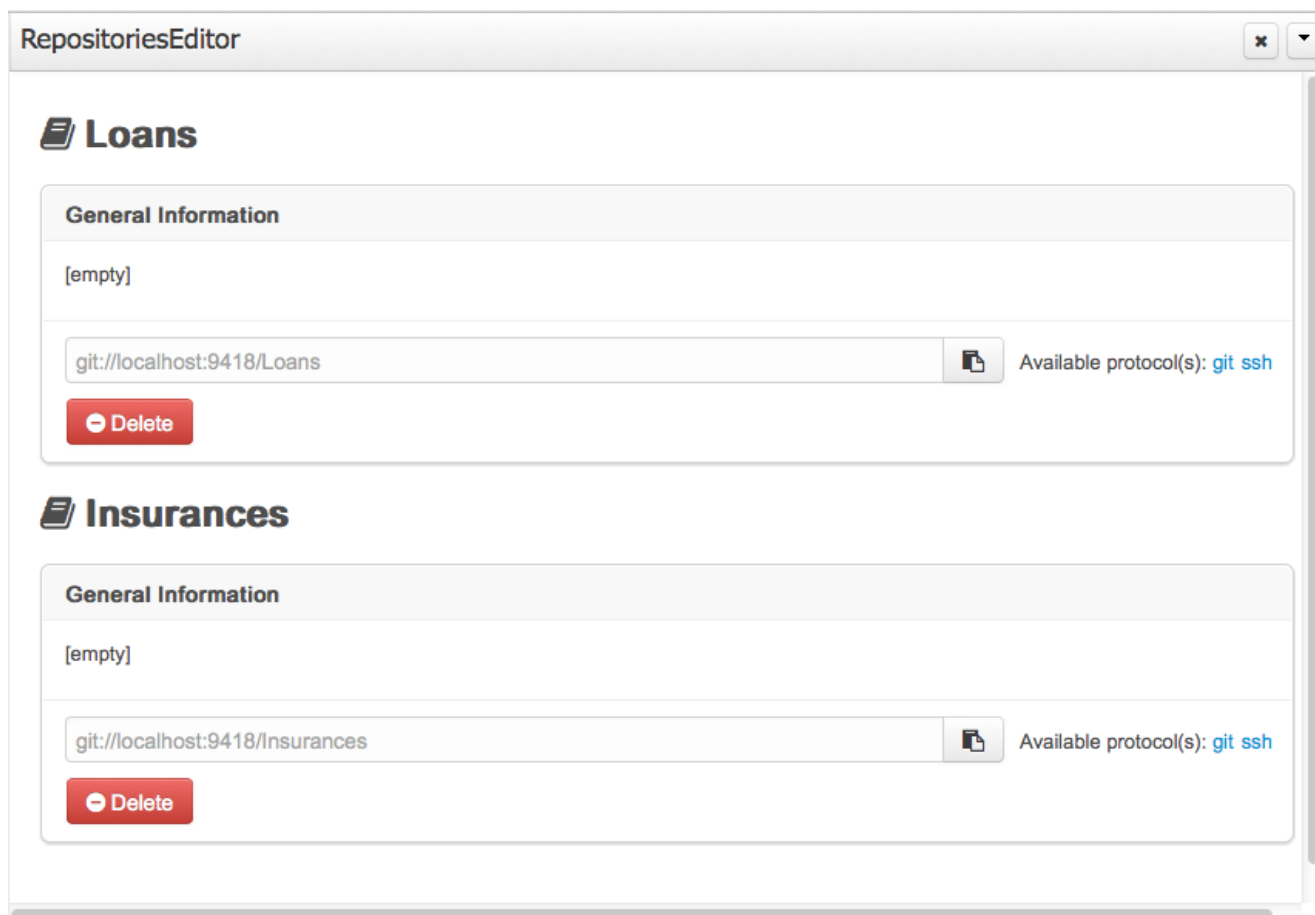 RepositoriesEditor
Loans
General Information
[empty]
git://localhost:9418/Loans
Available protocol(s): git ssh
Delete
Insurances
General Information
[empty]
git://localhost:9418/Insurances
Available protocol(s): git ssh
Delete